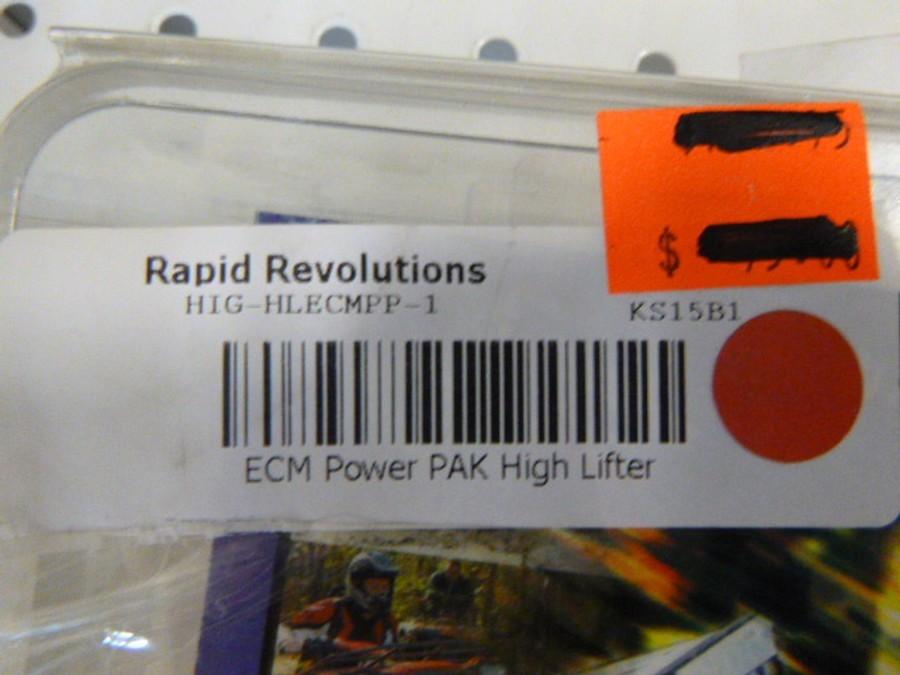 $
Rapid Revolutions
HIG-HLECMPP-1
KS15B1
ECM Power PAK High Lifter